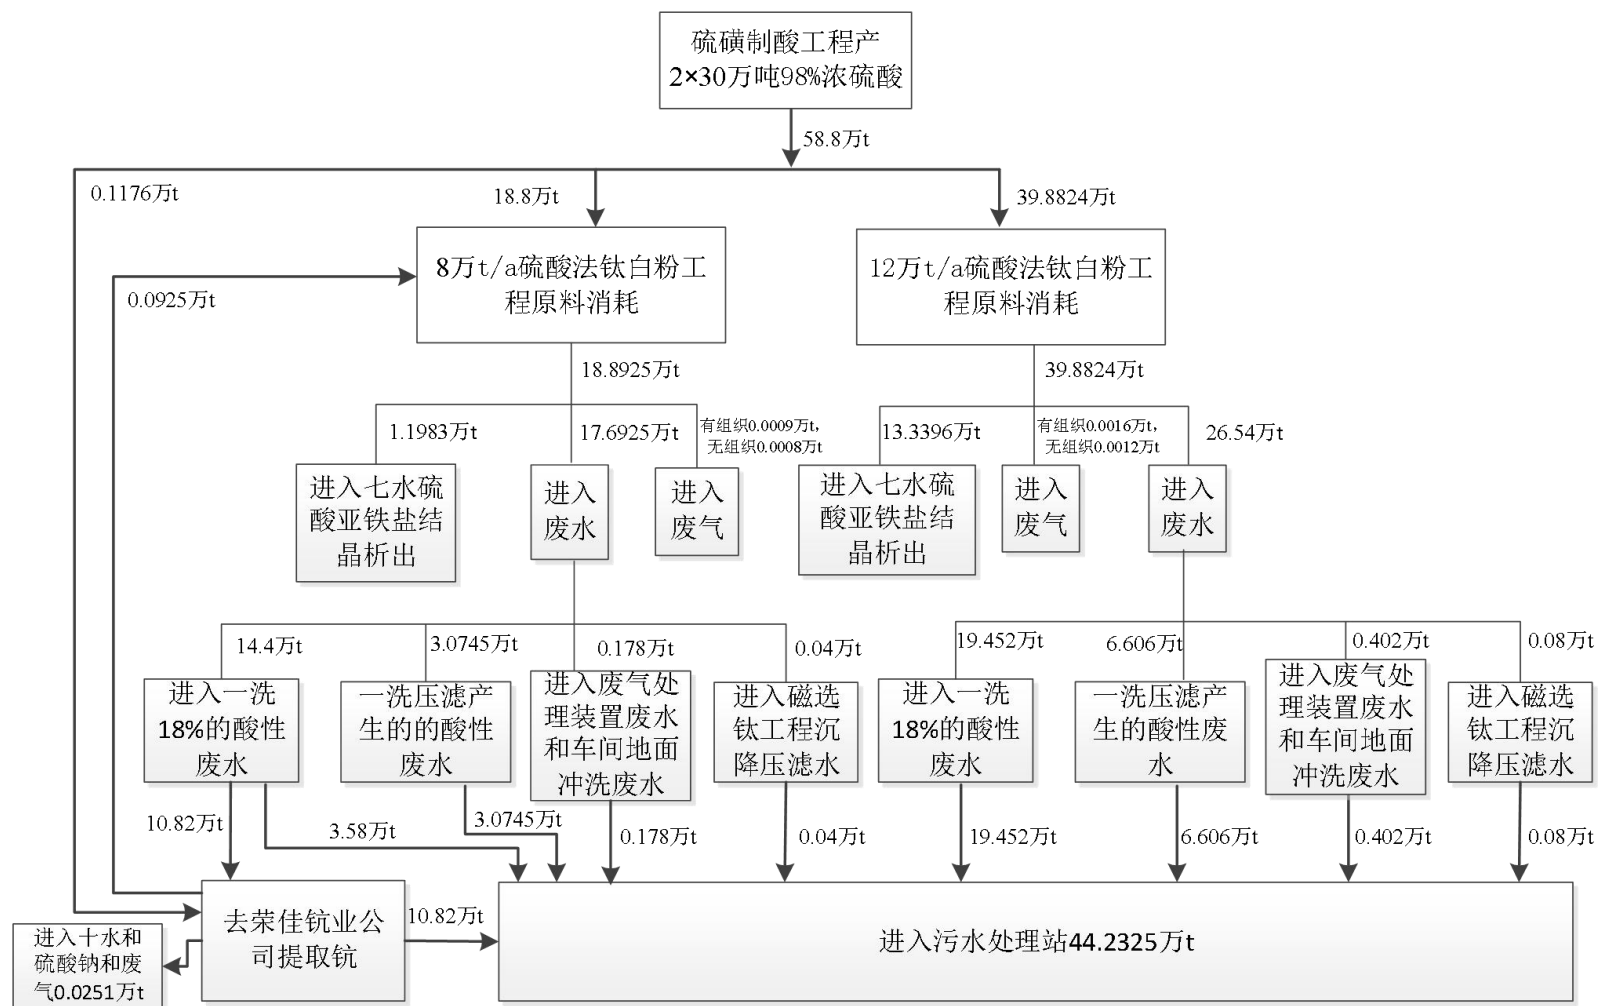 硫磺制酸工程产
2×30万吨98%浓硫酸
58.8万t
0.1176万t
18.8万t
39.8824万t
8万t/a硫酸法钛白粉工
程原料消耗
12万t/a硫酸法钛白粉工
程原料消耗
0.0925万t
18.8925万t
39.8824万t
1.1983万t
17.6925万t
有组织0.0009万t，
无组织0.0008万t
13.3396万t
有组织0.0016万t，
无组织0.0012万t
26.54万t
进入七水硫
酸亚铁盐结
晶析出
进入
废水
进入
废气
进入七水硫
酸亚铁盐结
晶析出
进入
废气
进入
废水
14.4万t
3.0745万t
0.178万t
0.04万t
19.452万t
6.606万t
0.402万t
0.08万t
进入一洗
18%的酸性
废水
一洗压滤产
生的的酸性
废水
进入废气处
理装置废水
和车间地面
冲洗废水
进入磁选
钛工程沉
降压滤水
进入一洗
18%的酸性
废水
一洗压滤产
生的酸性废
水
进入废气处
理装置废水
和车间地面
冲洗废水
进入磁选
钛工程沉
降压滤水
10.82万t
3.58万t
3.0745万t
0.178万t
0.04万t
19.452万t
6.606万t
0.402万t
0.08万t
去荣佳钪业公
司提取钪
10.82万t
进入污水处理站44.2325万t
进入十水和
硫酸钠和废
气0.0251万t